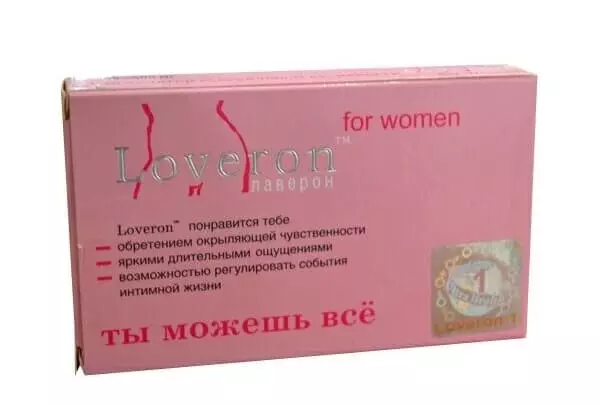 for women
Loveron™
лаверон
Loveron™ понравится тебе
обретением окрыляющей чувственности
яркими длительными ощущениями
возможностью регулировать события
интимной жизни
1
Loveron 1
ты можешь всё